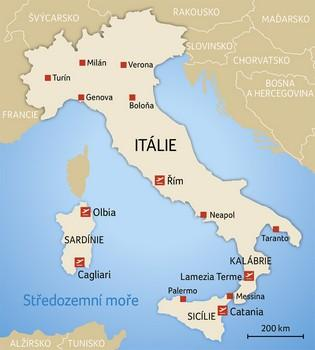 ŠVÝCARSKO
RAKOUSKO
MAĎARSKO
SLOVINSKO
CHORVATSKO
BOSNA
A HERCEGOVINA
FRANCIE
Milán
Verona
Turín
Janova
Boloňa
ITÁLIE
Řím
Olbia
Neapol
Taranto
SARDÍNIE
KALÁBRIE
Cagliari
Lamezia Terme
Středozemní moře
Palermo
Messina
SICÍLIE
Catania
200 km
ALŽÍRSKO
TUNISKO